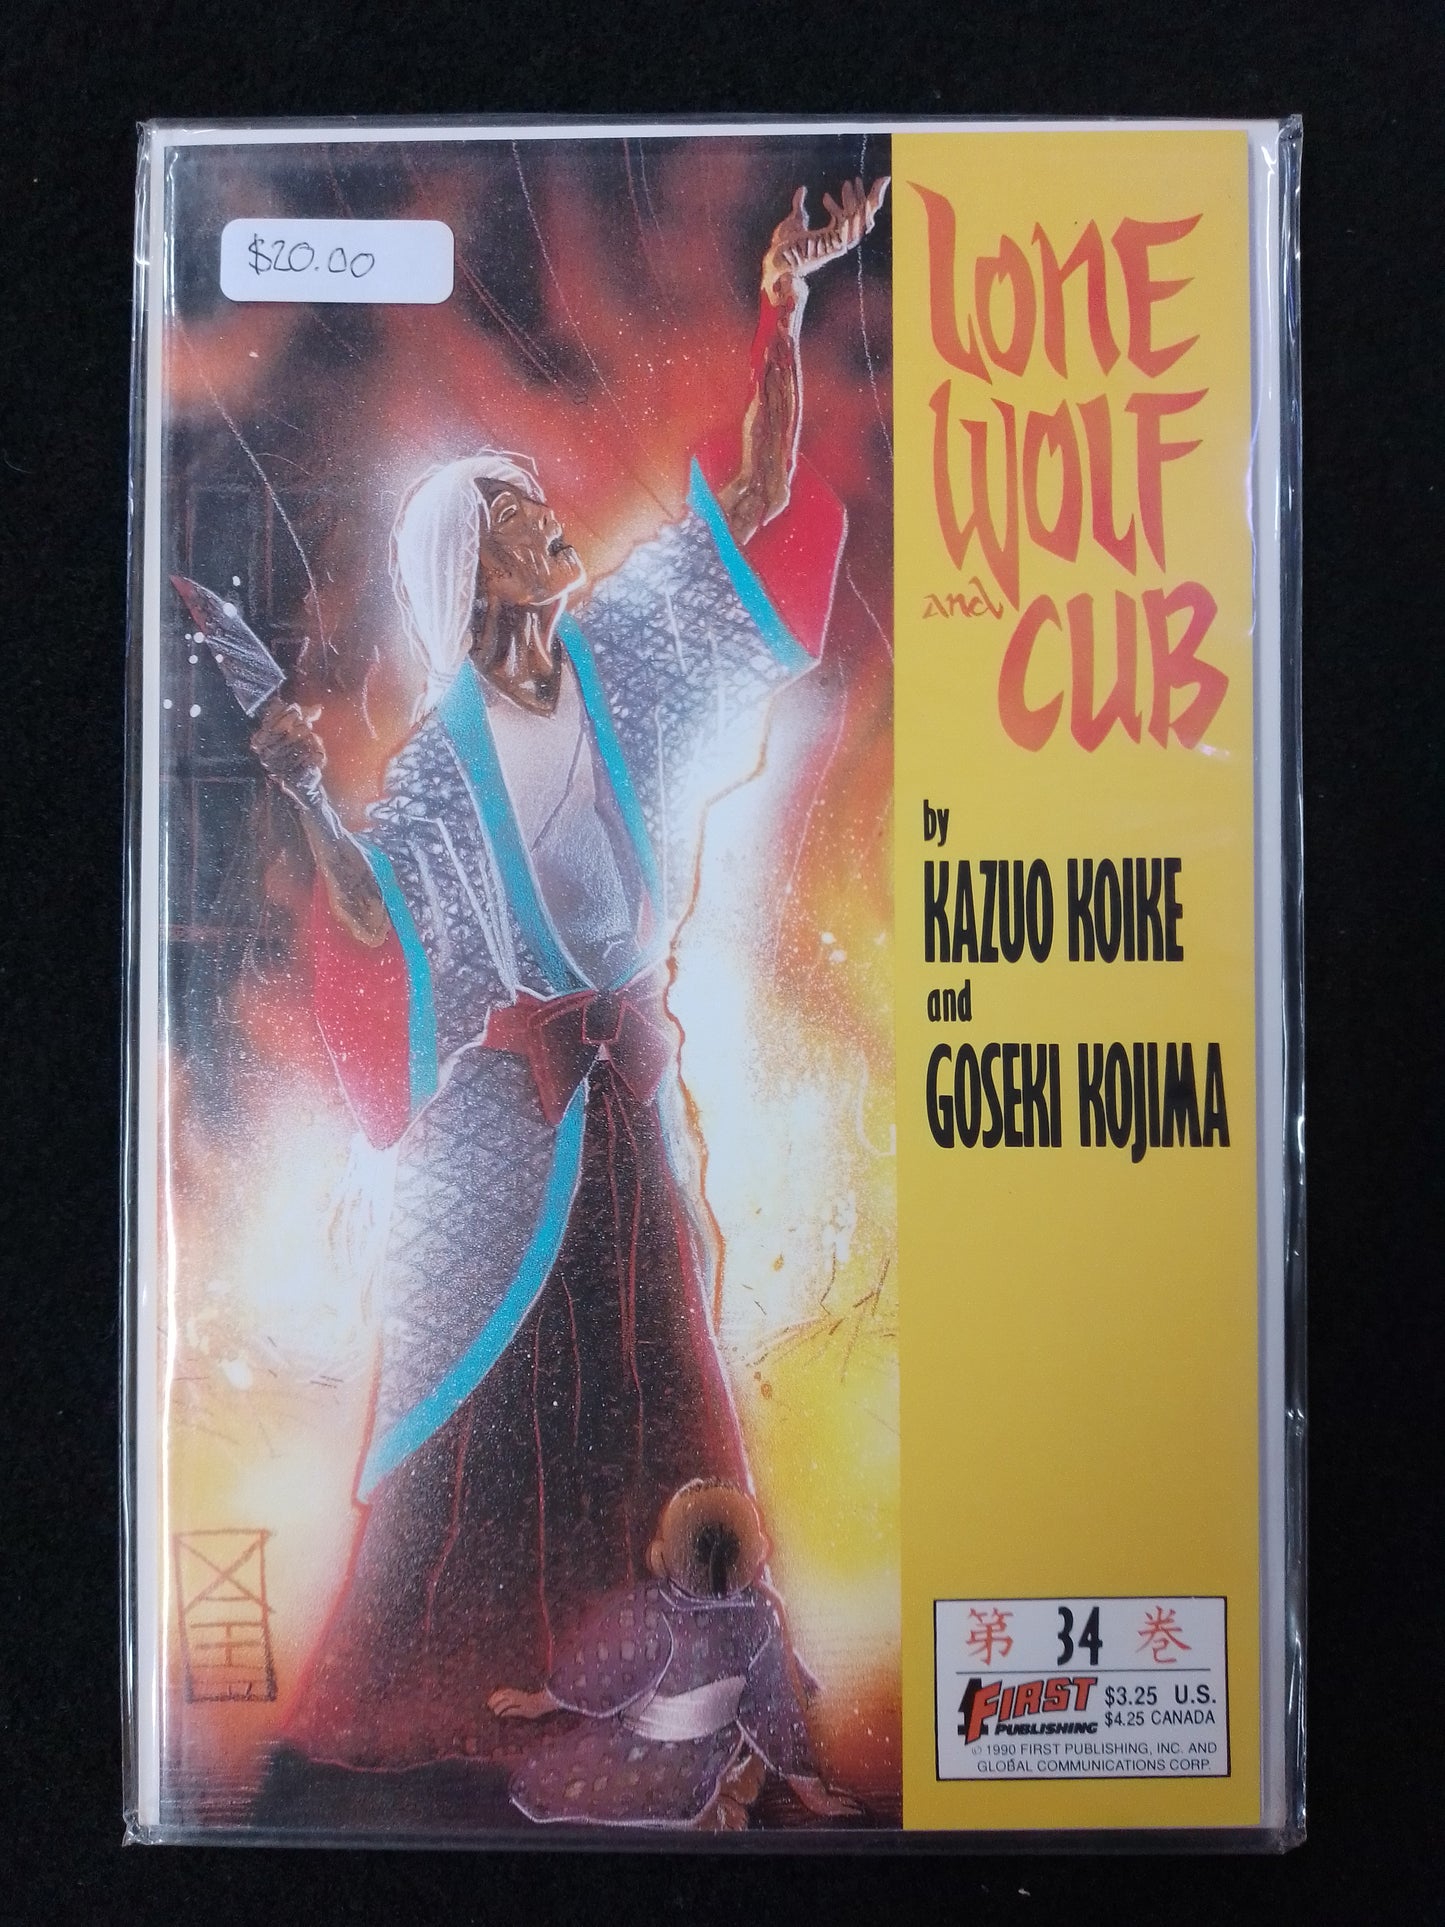 $20.00
LONE
WOLF
and CUB
by
KAZUO KOIKE
and
GOSEKI KOJIMA
第 34 巻
FIRST
PUBLISHING
$3.25 U.S.
$4.25 CANADA
© 1990 FIRST PUBLISHING, INC. AND
GLOBAL COMMUNICATIONS CORP.